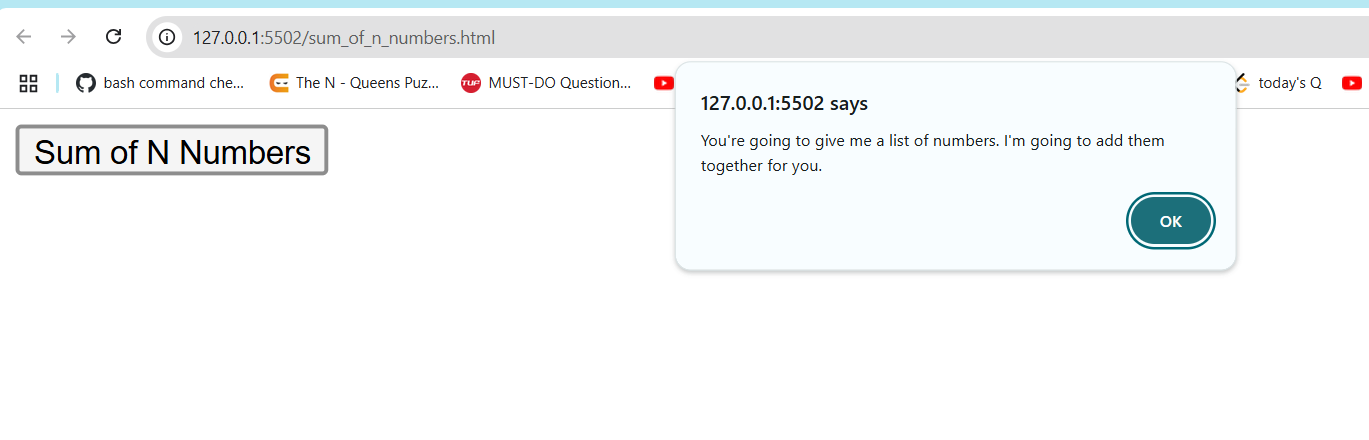 127.0.0.1:5502/sum_of_n_numbers.html
bash command che...
The N - Queens Puz...
TUF
MUST-DO Question...
today's Q
127.0.0.1:5502 says
You're going to give me a list of numbers. I'm going to add them
together for you.
OK
Sum of N Numbers